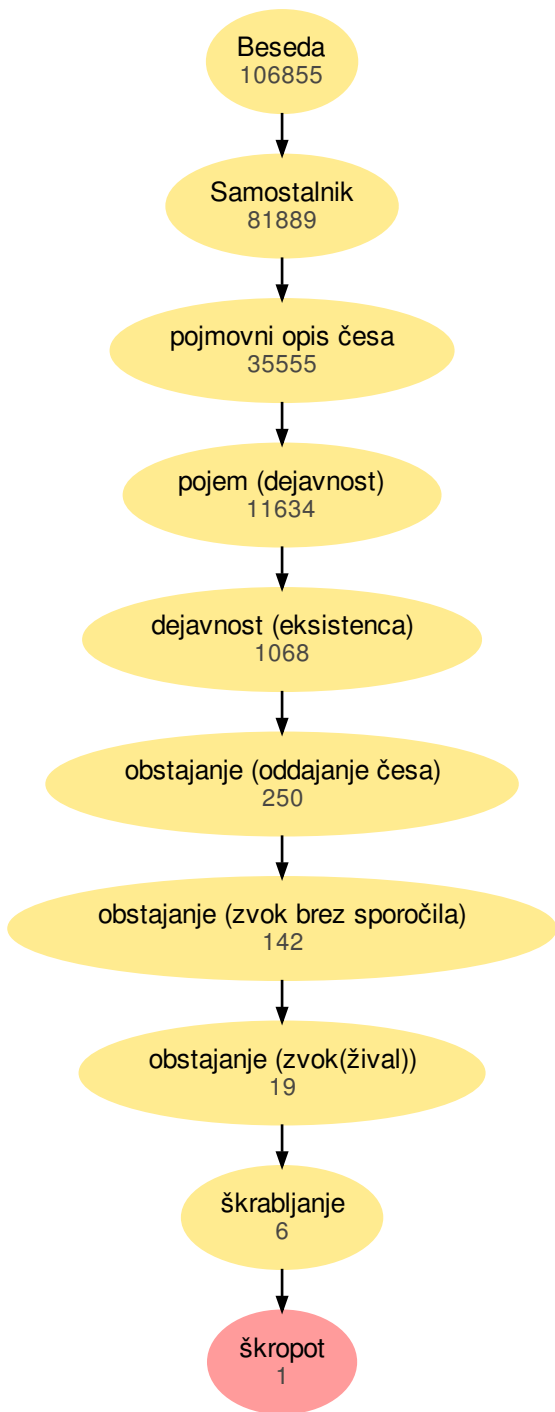 Beseda
106855
Samostalnik
81889
pojmovni opis česa
35555
pojem (dejavnost)
11634
dejavnost (eksistenca)
1068
obstajanje (oddajanje česa)
250
obstajanje (zvok brez sporočila)
142
obstajanje (zvok(žival))
19
škrabljanje
6
škropot
1